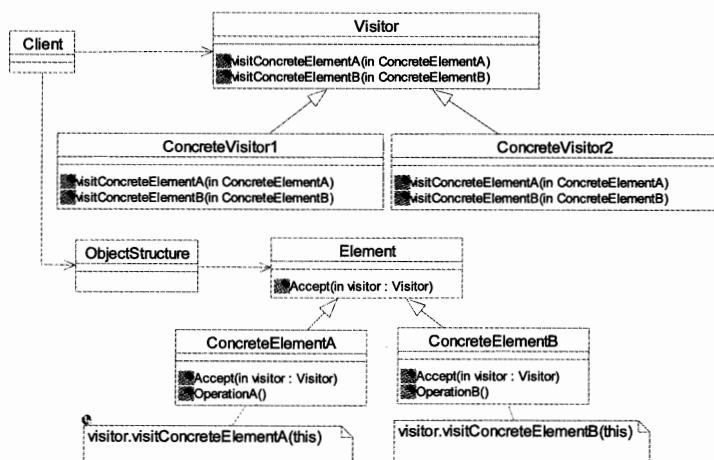 Visitor
Client
visitConcreteElementA(in ConcreteElementA)
visitConcreteElementB(in ConcreteElementB)
ConcreteVisitor1
ConcreteVisitor2
visitConcreteElementA(in ConcreteElementA)
visitConcreteElementB(in ConcreteElementB)
visitConcreteElementA(in ConcreteElementA)
visitConcreteElementB(in ConcreteElementB)
ObjectStructure
Element
Accept(in visitor : Visitor)
ConcreteElementA
ConcreteElementB
Accept(in visitor : Visitor)
OperationA()
Accept(in visitor : Visitor)
OperationB()
visitor.visitConcreteElementA(this)
visitor.visitConcreteElementB(this)